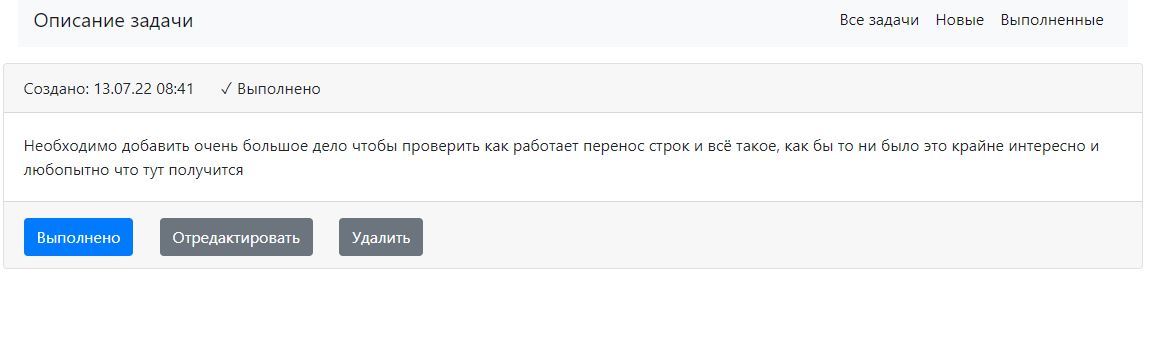 Описание задачи
Все задачи Новые Выполненные
Создано: 13.07.22 08:41 ✓ Выполнено
Необходимо добавить очень большое дело чтобы проверить как работает перенос строк и всё такое, как бы то ни было это крайне интересно и
любопытно что тут получится
Выполнено Отредактировать Удалить